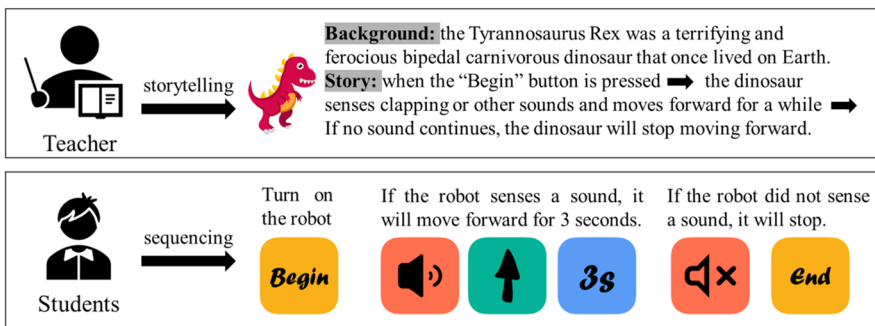 Background: the Tyrannosaurus Rex was a terrifying and
ferocious bipedal carnivorous dinosaur that once lived on Earth.
storytelling
Story: when the “Begin” button is pressed → the dinosaur
senses clapping or other sounds and moves forward for a while →
If no sound continues, the dinosaur will stop moving forward.
Teacher
Turn on
the robot
If the robot senses a sound, it
will move forward for 3 seconds.
If the robot did not sense
a sound, it will stop.
sequencing
Begin
3s
End
Students